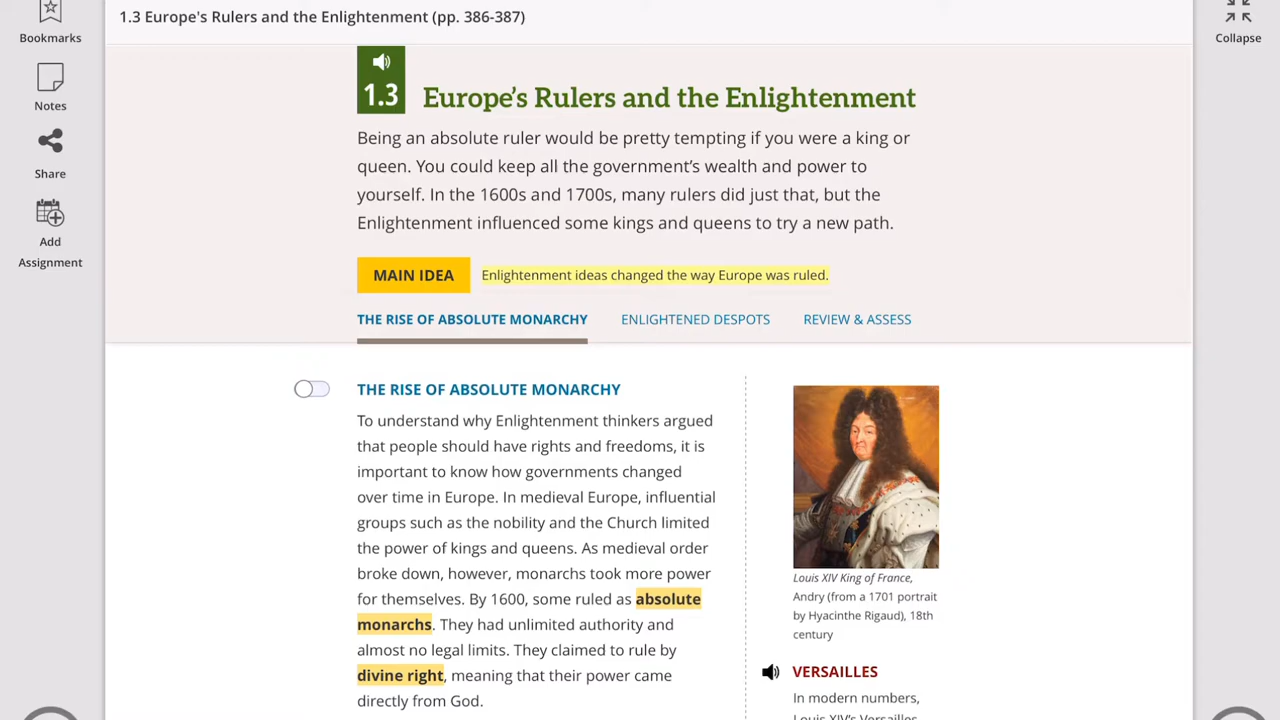 1.3 Europe's Rulers and the Enlightenment (pp. 386-387)
Bookmarks
Notes
Share
Add
Assignment
Collapse
1.3
Europe's Rulers and the Enlightenment
Being an absolute ruler would be pretty tempting if you were a king or
queen. You could keep all the government's wealth and power to
yourself. In the 1600s and 1700s, many rulers did just that, but the
Enlightenment influenced some kings and queens to try a new path.
MAIN IDEA Enlightenment ideas changed the way Europe was ruled.
THE RISE OF ABSOLUTE MONARCHY ENLIGHTENED DESPOTS REVIEW & ASSESS
THE RISE OF ABSOLUTE MONARCHY
To understand why Enlightenment thinkers argued
that people should have rights and freedoms, it is
important to know how governments changed
over time in Europe. In medieval Europe, influential
groups such as the nobility and the Church limited
the power of kings and queens. As medieval order
broke down, however, monarchs took more power
for themselves. By 1600, some ruled as absolute
monarchs. They had unlimited authority and
almost no legal limits. They claimed to rule by
divine right, meaning that their power came
directly from God.
Louis XIV King of France,
Andry (from a 1701 portrait
by Hyacinthe Rigaud), 18th
century
VERSAILLES
In modern numbers,
Louis XIV's Versailles